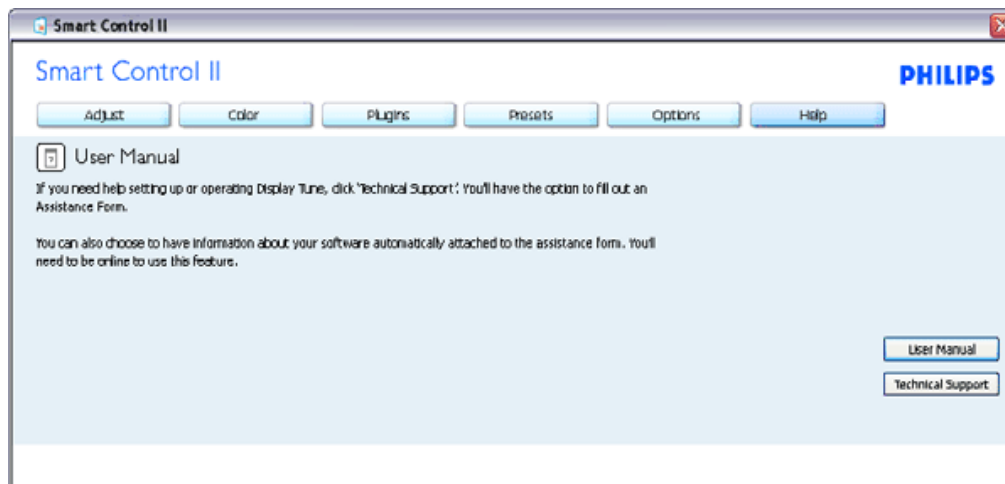 Smart Control II
Smart Control II
PHILIPS
Adjust Color Plugins Presets Options Help
User Manual
If you need help setting up or operating Display Tune, click 'Technical Support'. You'll have the option to fill out an
Assistance Form.
You can also choose to have information about your software automatically attached to the assistance form. You'll
need to be online to use this feature.
User Manual
Technical Support